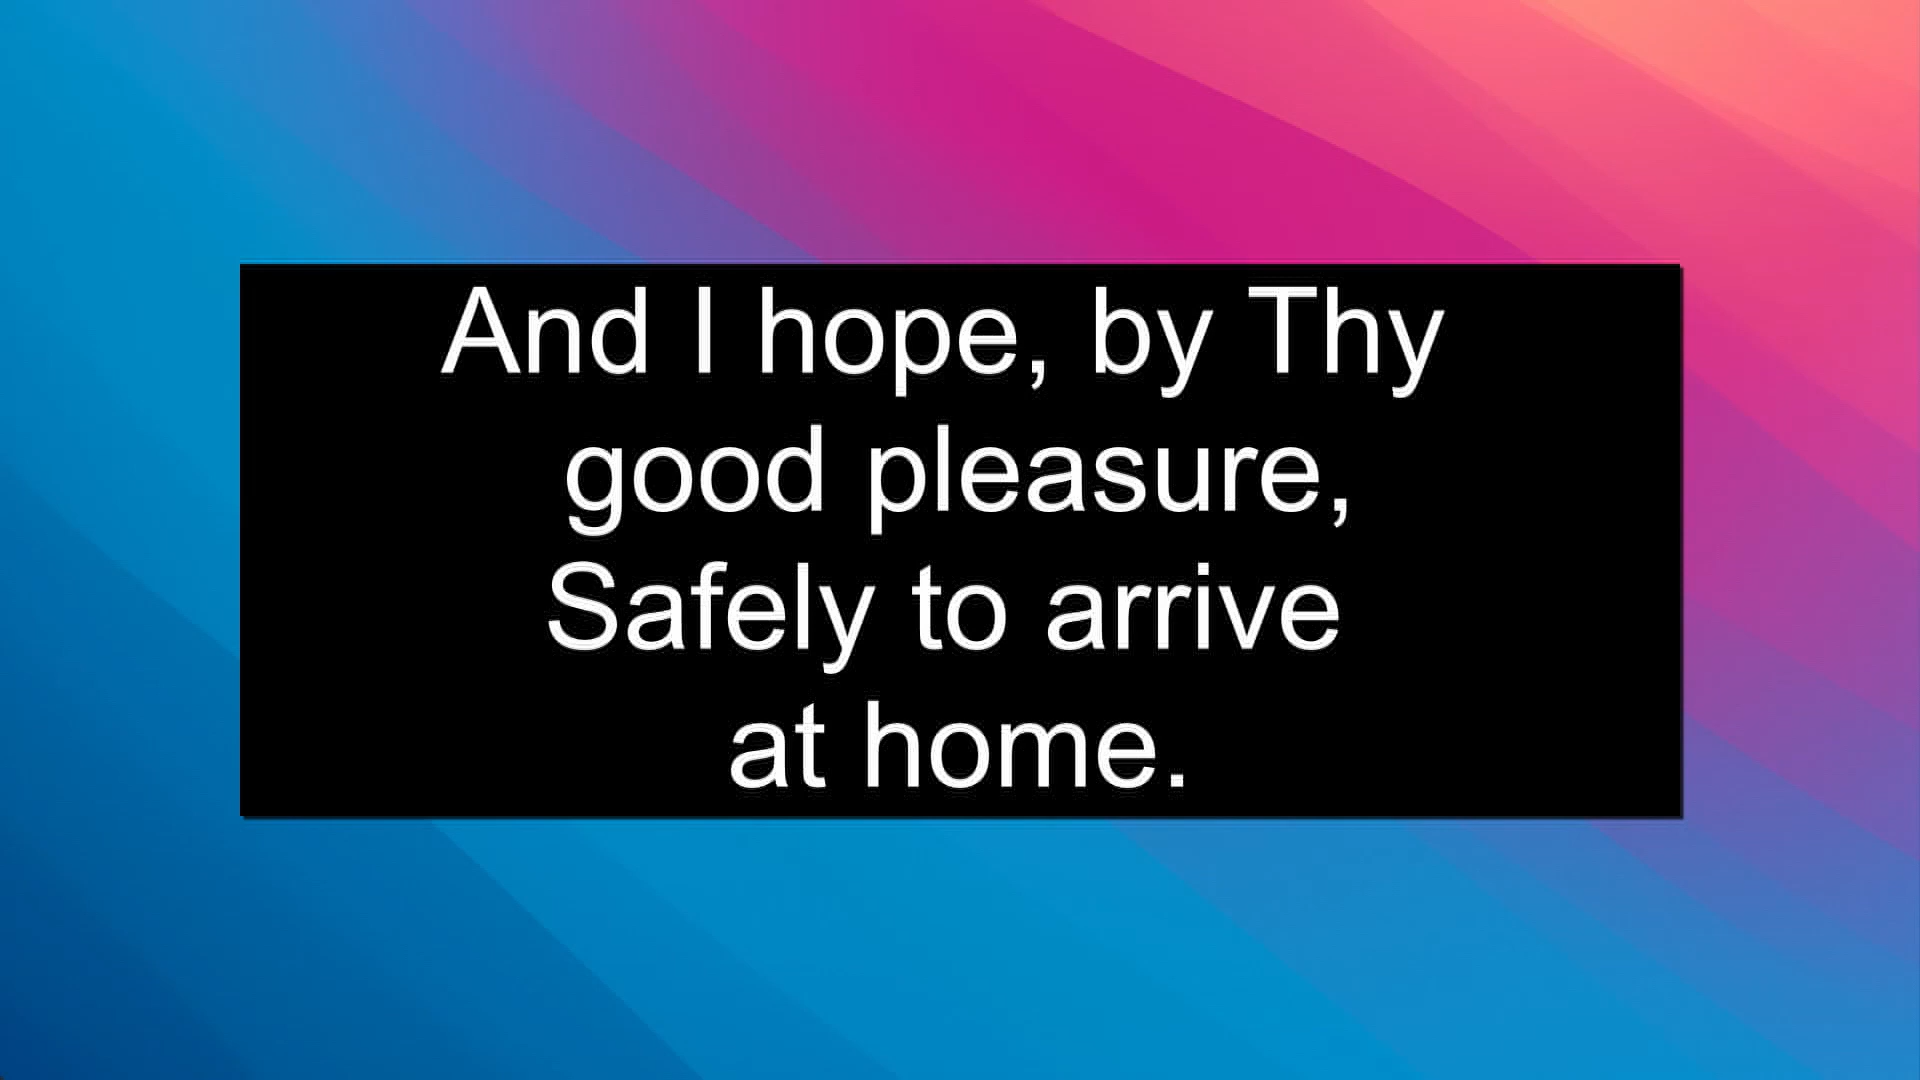 And I hope, by Thy
good pleasure,
Safely to arrive
at home.